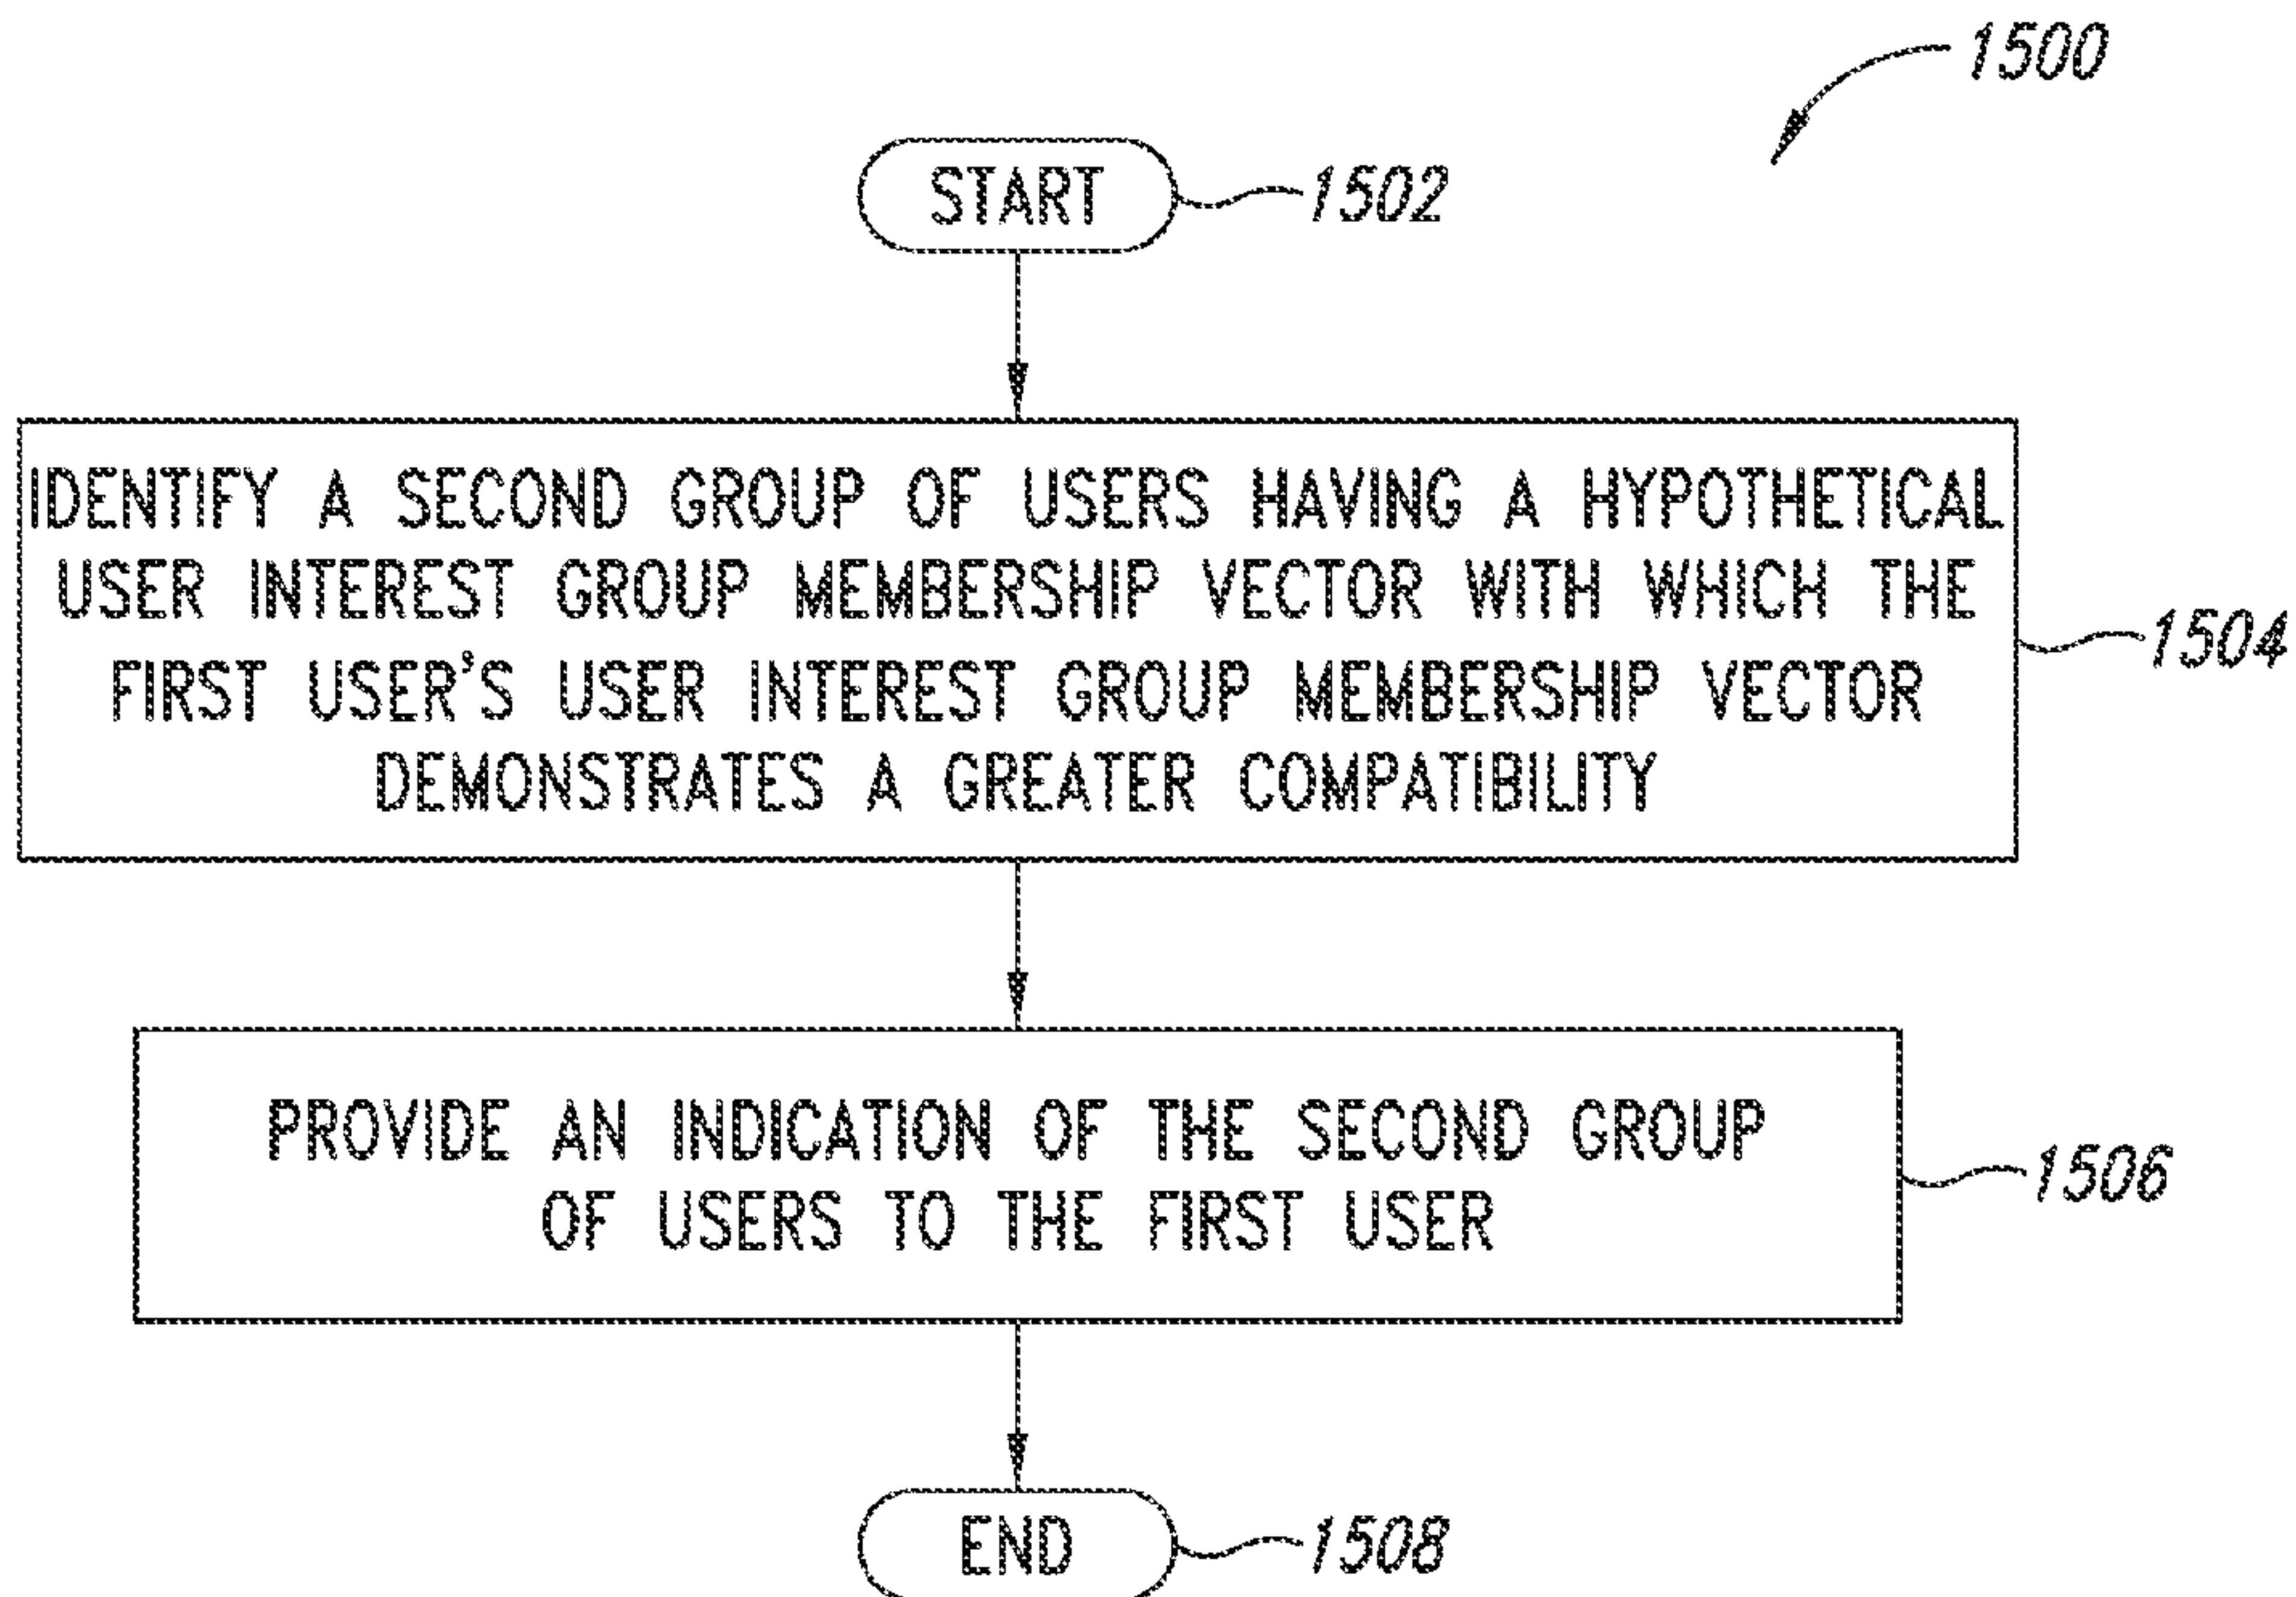 1500
START
1502
IDENTIFY A SECOND GROUP OF USERS HAVING A HYPOTHETICAL
USER INTEREST GROUP MEMBERSHIP VECTOR WITH WHICH THE
FIRST USER'S USER INTEREST GROUP MEMBERSHIP VECTOR
DEMONSTRATES A GREATER COMPATIBILITY
1504
PROVIDE AN INDICATION OF THE SECOND GROUP
OF USERS TO THE FIRST USER
1506
END
1508